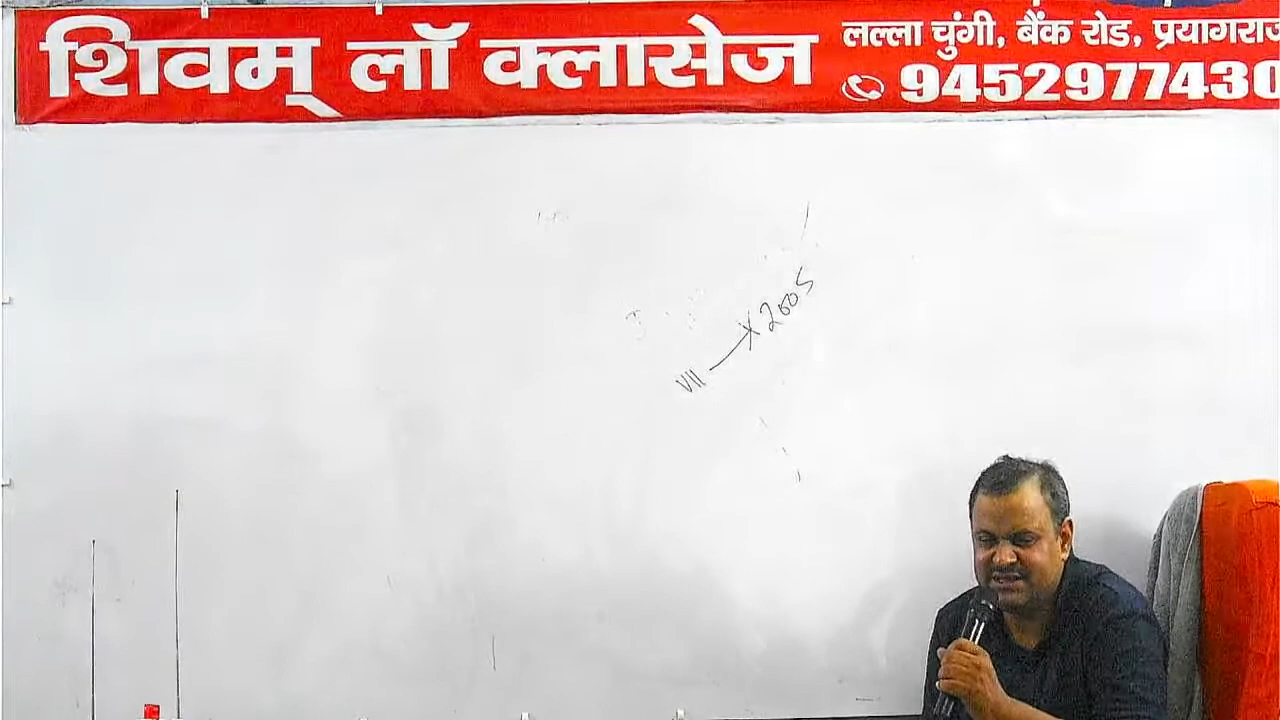 शिवम् लॉ क्लासेज
लल्ला चुंगी, बैंक रोड, प्रयागराज
9452977430
VII — X 2005